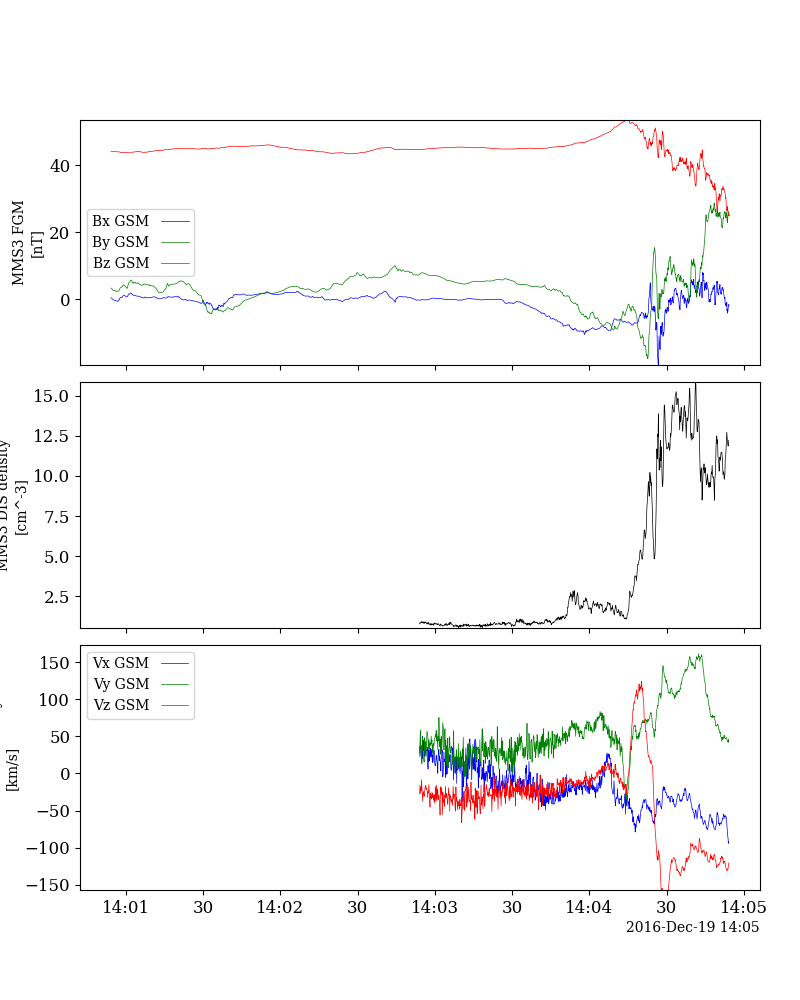 MMS3 FGM
[nT]
40
20
0
Bx GSM
By GSM
Bz GSM
MMS3 DIS density
[cm^-3]
15.0
12.5
10.0
7.5
5.0
2.5
[km/s]
150
100
50
0
−50
−100
−150
Vx GSM
Vy GSM
Vz GSM
14:01 30 14:02 30 14:03 30 14:04 30 14:05
2016-Dec-19 14:05